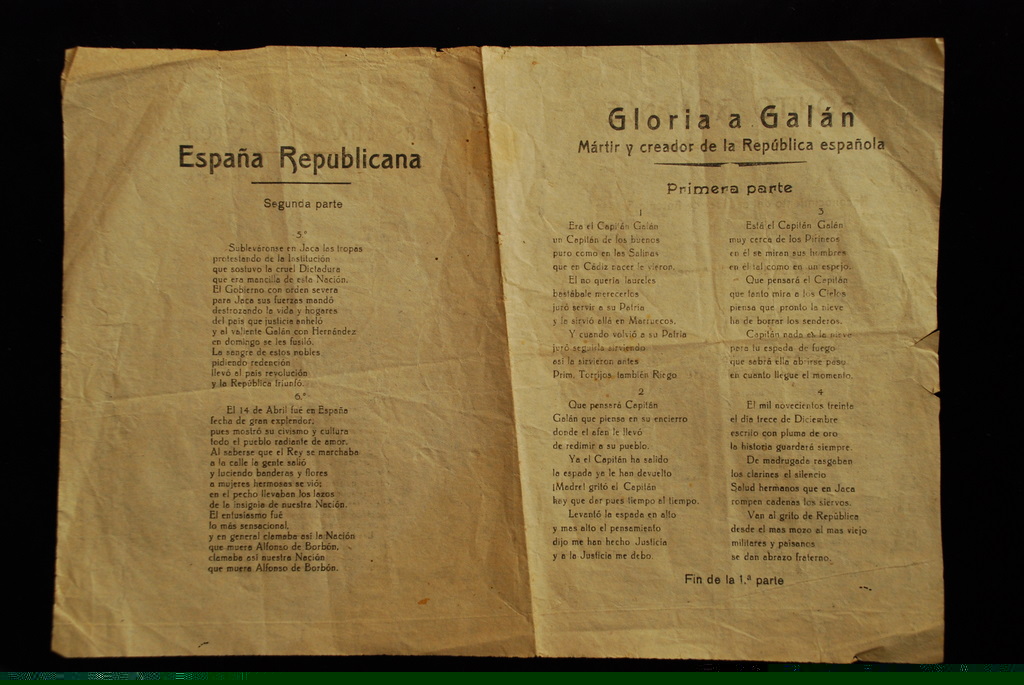 España Republicana
Segunda parte
5.ª
Subleváronse en Jaca las tropas
protestando de la Institución
que sostuvo la cruel Dictadura
que era mancilla de esta Nación.
El Gobierno con orden severa
para Jaca sus fuerzas mandó
destrozando la vida y hogares
del país que justicia anheló
y al valiente Galán con Hernández
en domingo se les fusiló.
La sangre de estos nobles
pidiendo redención
llevó al país revolución
y la República triunfó.
6.ª
El 14 de Abril fué en España
fecha de gran explendor,
pues mostró su civismo y cultura
todo el pueblo radiante de amor.
Al saberse que el Rey se marchaba
a la calle la gente salió
y luciendo banderas y flores
a mujeres hermosas se vió;
en el pecho llevaban los lazos
de la insignia de nuestra Nación.
El entusiasmo fué
lo más sensacional,
y en general clamaba así la Nación
que muera Alfonso de Borbón,
clamaba así nuestra Nación
que muera Alfonso de Borbón.
Gloria a Galán
Mártir y creador de la República española
Primera parte
1
Era el Capitán Galán
un Capitán de los buenos
puro como en las Salinas
que en Cádiz nacer le vieron.
El no quería laureles
bastábale merecerlos
juró servir a su Patria
y la sirvió allá en Marruecos.
Y cuando volvió a su Patria
juró seguirla sirviendo
así la sirvieron antes
Prim, Torrijos, también Riego
2
Que pensará Capitán
Galán que piensa en su encierro
donde el afán le llevó
de redimir a su pueblo.
Ya el Capitán ha salido
la espada ya le han devuelto
¡Madre! gritó el Capitán
hay que dar pues tiempo al tiempo.
Levantó la espada en alto
y mas alto el pensamiento
dijo me han hecho Justicia
y a la Justicia me debo.
3
Está el Capitán Galán
muy cerca de los Pirineos
en él se miran sus hombres
en él tal como en un espejo.
Que pensará el Capitán
que tanto mira a los Cielos
piensa que pronto la nieve
ha de borrar los senderos.
Capitán nada es la nieve
para tu espada de fuego
que sabrá ella abrirse paso
en cuanto llegue el momento.
4
El mil novecientos treinta
el día trece de Diciembre
escrito con pluma de oro
la historia guardará siempre.
De madrugada rasgaban
los clarines el silencio
Salud hermanos que en Jaca
rompen cadenas los siervos.
Van al grito de República
desde el mas mozo al mas viejo
militares y paisanos
se dan abrazo fraterno.
Fin de la 1.ª parte